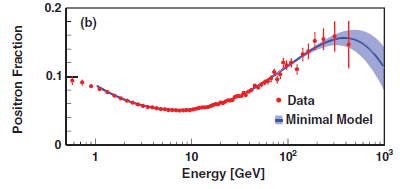 0.2
(b)
Positron Fraction
0.1
Data
Minimal Model
0
1
10
10²
10³
Energy [GeV]